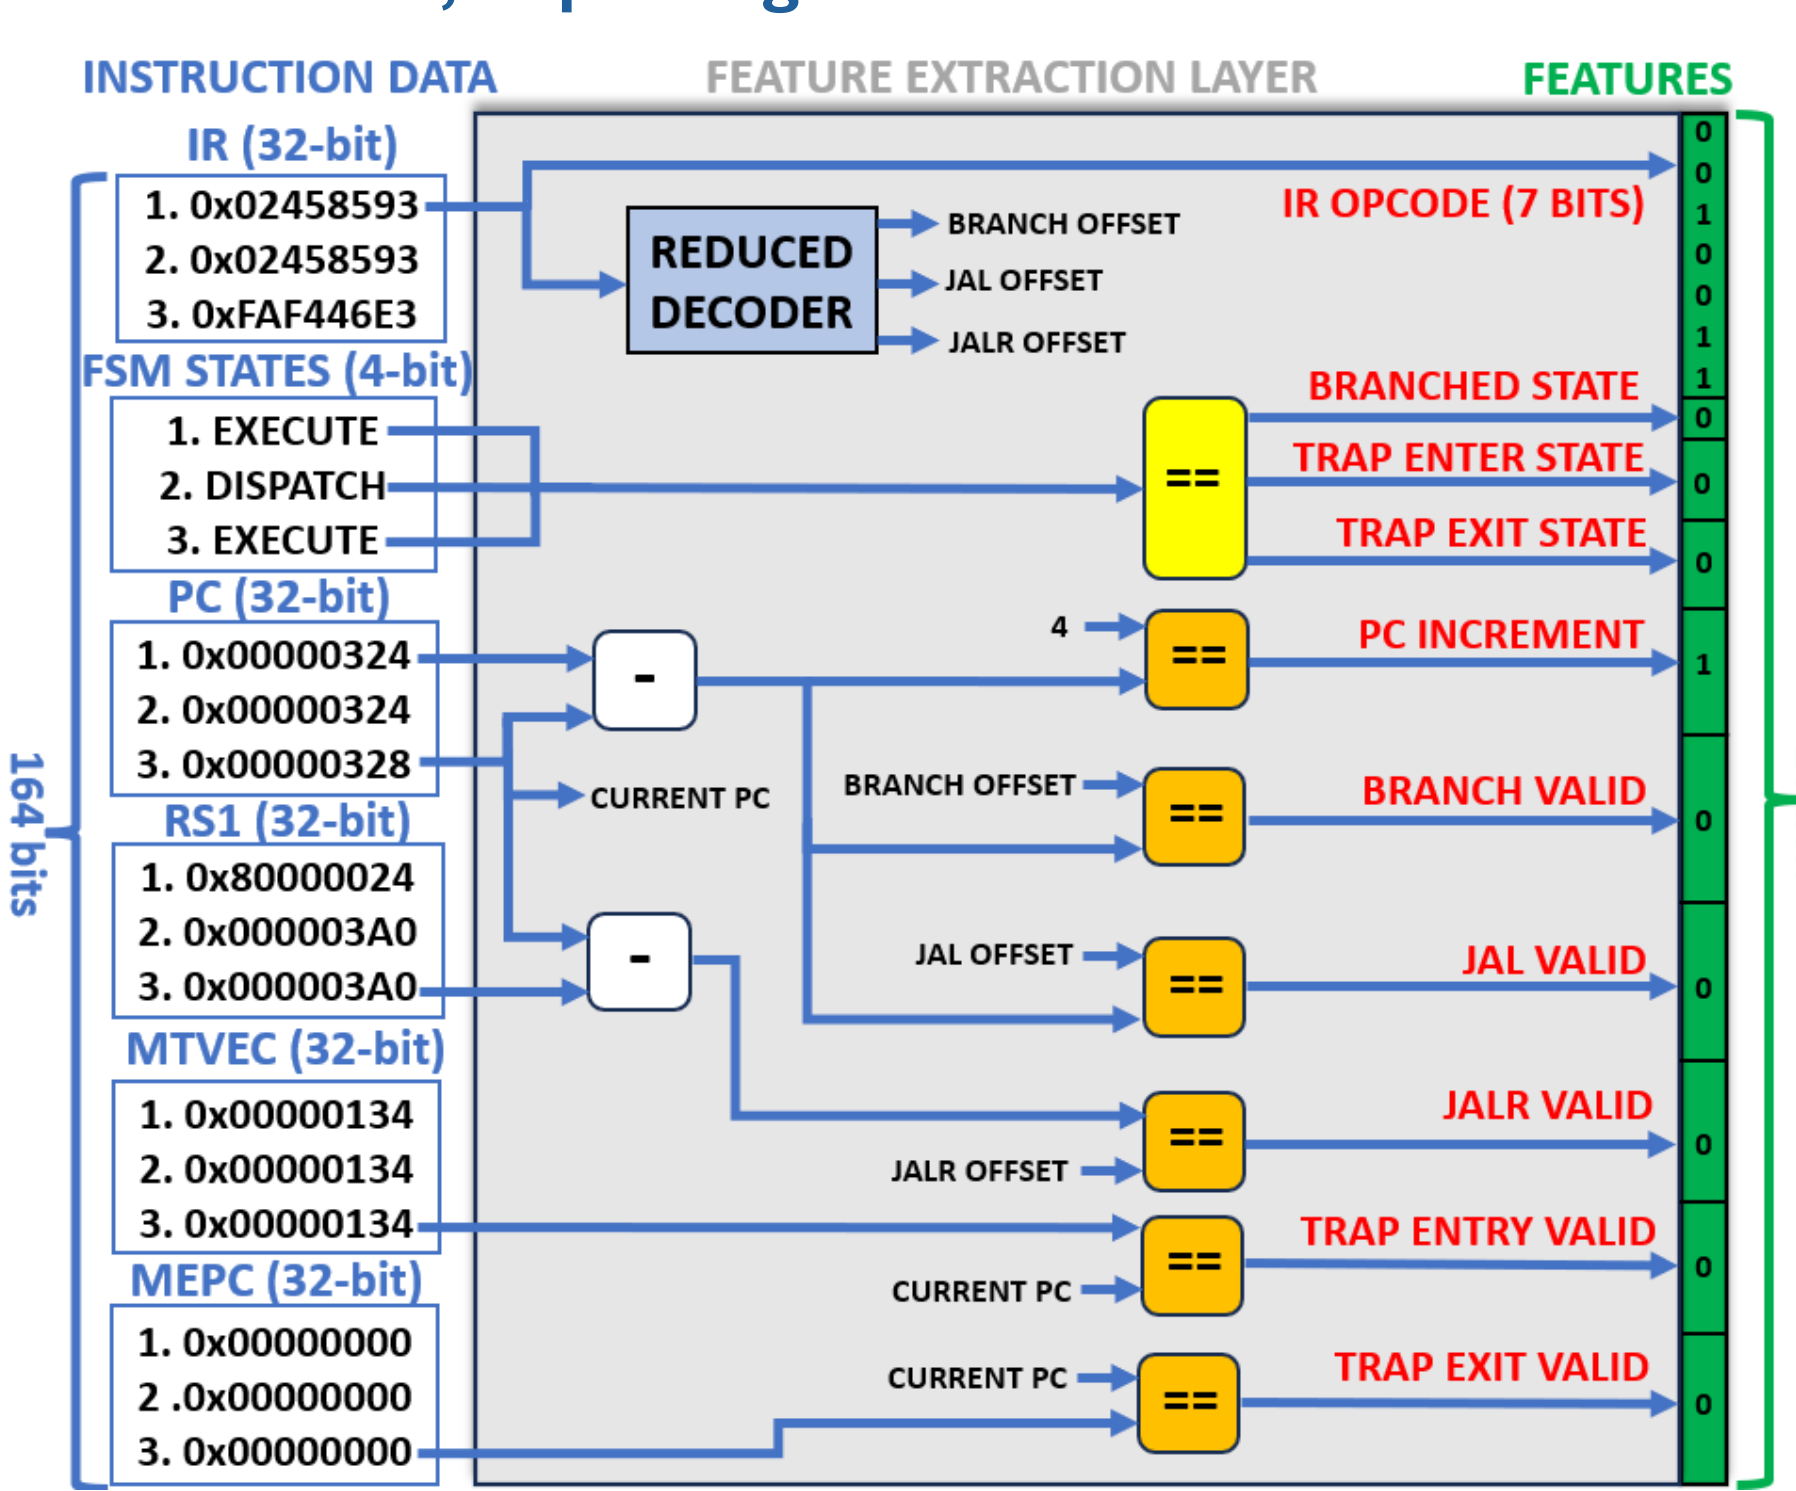 INSTRUCTION DATA
FEATURE EXTRACTION LAYER
FEATURES
IR (32-bit)
1. 0x02458593
2. 0x02458593
3. 0xFAF446E3
FSM STATES (4-bit)
1. EXECUTE
2. DISPATCH
3. EXECUTE
PC (32-bit)
1. 0x00000324
2. 0x00000324
3. 0x00000328
RS1 (32-bit)
1. 0x80000024
2. 0x000003A0
3. 0x000003A0
MTVEC (32-bit)
1. 0x00000134
2. 0x00000134
3. 0x00000134
MEPC (32-bit)
1. 0x00000000
2 .0x00000000
3. 0x00000000
164 bits
REDUCED
DECODER
BRANCH OFFSET
JAL OFFSET
JALR OFFSET
-
CURRENT PC
-
==
4
==
BRANCH OFFSET
==
JAL OFFSET
==
==
JALR OFFSET
==
CURRENT PC
CURRENT PC
==
IR OPCODE (7 BITS)
BRANCHED STATE
TRAP ENTER STATE
TRAP EXIT STATE
PC INCREMENT
BRANCH VALID
JAL VALID
JALR VALID
TRAP ENTRY VALID
TRAP EXIT VALID
0
0
1
0
0
1
1
0
0
0
1
0
0
0
0
0